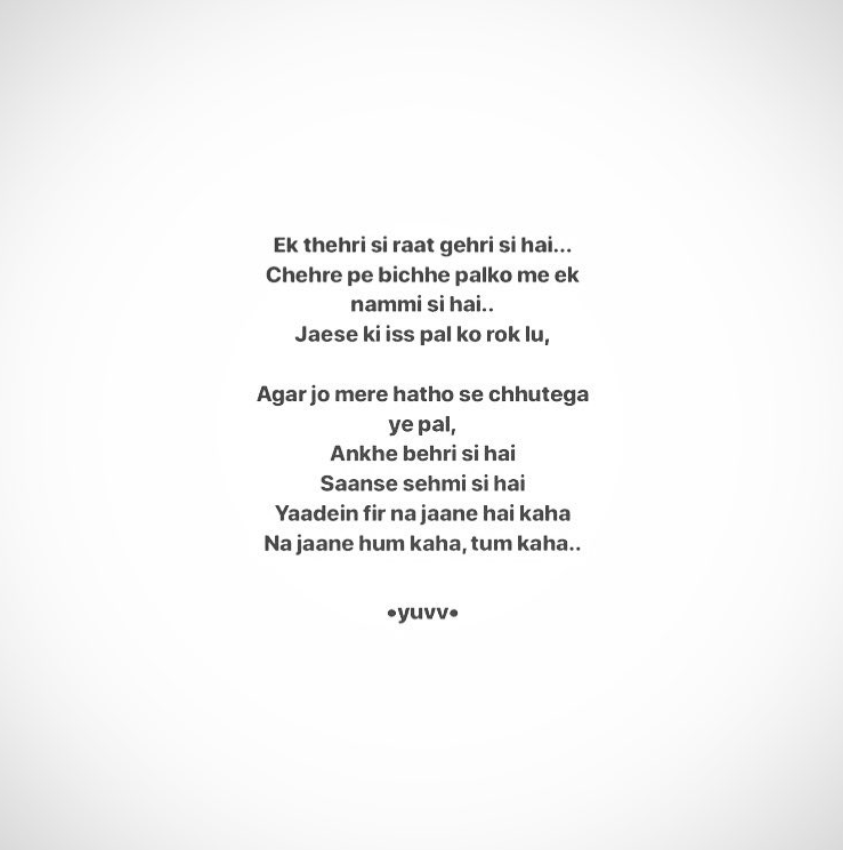 Ek thehri si raat gehri si hai...
Chehre pe bichhe palko me ek
nammi si hai..
Jaese ki iss pal ko rok lu,
Agar jo mere hatho se chhutega
ye pal,
Ankhe behri si hai
Saanse sehmi si hai
Yaadein fir na jaane hai kaha
Na jaane hum kaha, tum kaha..
•yuvv•